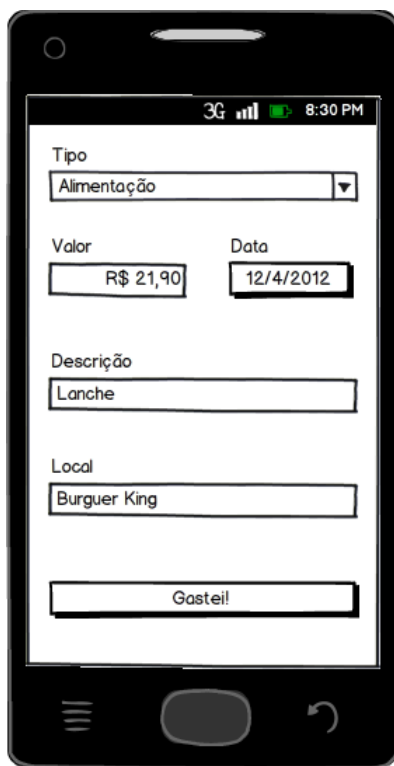 3G 8:30 PM
Tipo
Alimentação
Valor Data
R$ 21,90 12/4/2012
Descrição
Lanche
Local
Burguer King
Gastei!